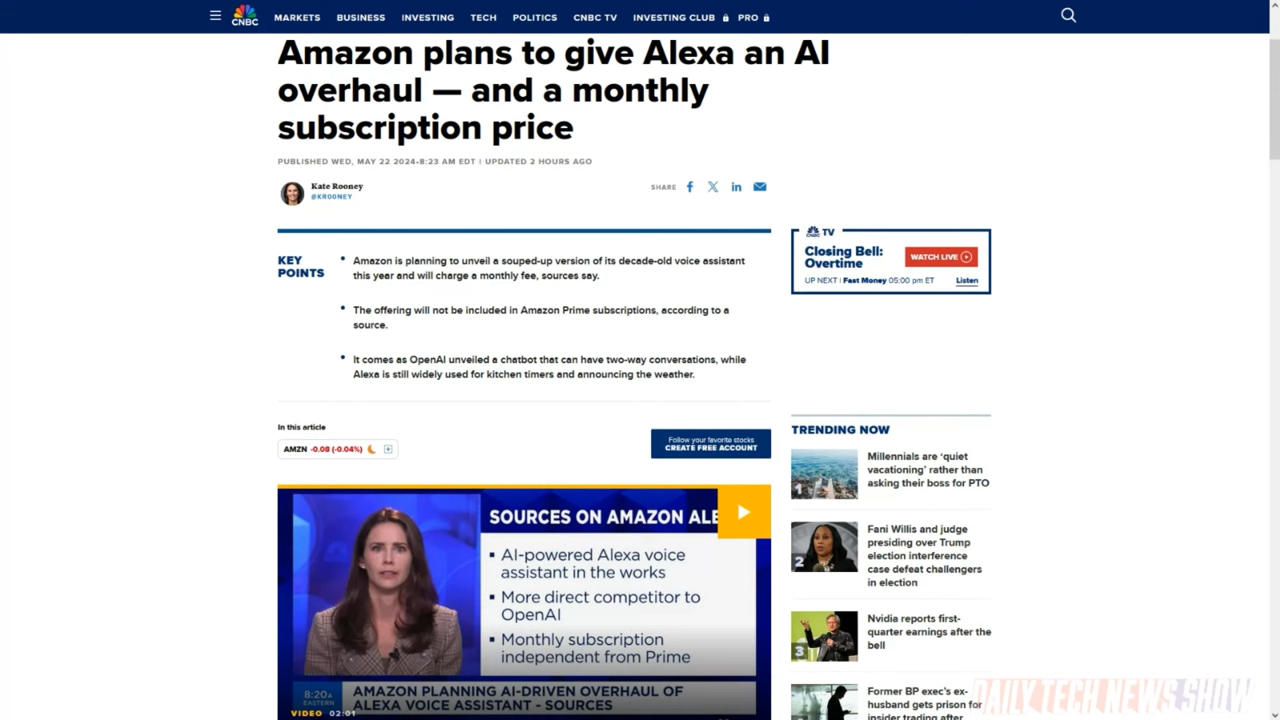 CNBC
MARKETS
BUSINESS
INVESTING
TECH
POLITICS
CNBC TV
INVESTING CLUB
PRO
Amazon plans to give Alexa an AI
overhaul — and a monthly
subscription price
PUBLISHED WED, MAY 22 2024•8:23 AM EDT | UPDATED 2 HOURS AGO
Kate Rooney
@KROONEY
SHARE
KEY
POINTS
• Amazon is planning to unveil a souped-up version of its decade-old voice assistant
this year and will charge a monthly fee, sources say.
• The offering will not be included in Amazon Prime subscriptions, according to a
source.
• It comes as OpenAI unveiled a chatbot that can have two-way conversations, while
Alexa is still widely used for kitchen timers and announcing the weather.
In this article
AMZN -0.08 (-0.04%)
Follow your favorite stocks
CREATE FREE ACCOUNT
SOURCES ON AMAZON ALE
▪ AI-powered Alexa voice
assistant in the works
▪ More direct competitor to
OpenAI
▪ Monthly subscription
independent from Prime
8:20A
EASTERN
AMAZON PLANNING AI-DRIVEN OVERHAUL OF
ALEXA VOICE ASSISTANT - SOURCES
VIDEO 02:01
TV
Closing Bell:
Overtime
WATCH LIVE
UP NEXT | Fast Money 05:00 pm ET
Listen
TRENDING NOW
1
Millennials are ‘quiet
vacationing’ rather than
asking their boss for PTO
2
Fani Willis and judge
presiding over Trump
election interference
case defeat challengers
in election
3
Nvidia reports first-
quarter earnings after the
bell
Former BP exec’s ex-
husband gets prison for
insider trading after
DAILY TECH NEWS SHOW